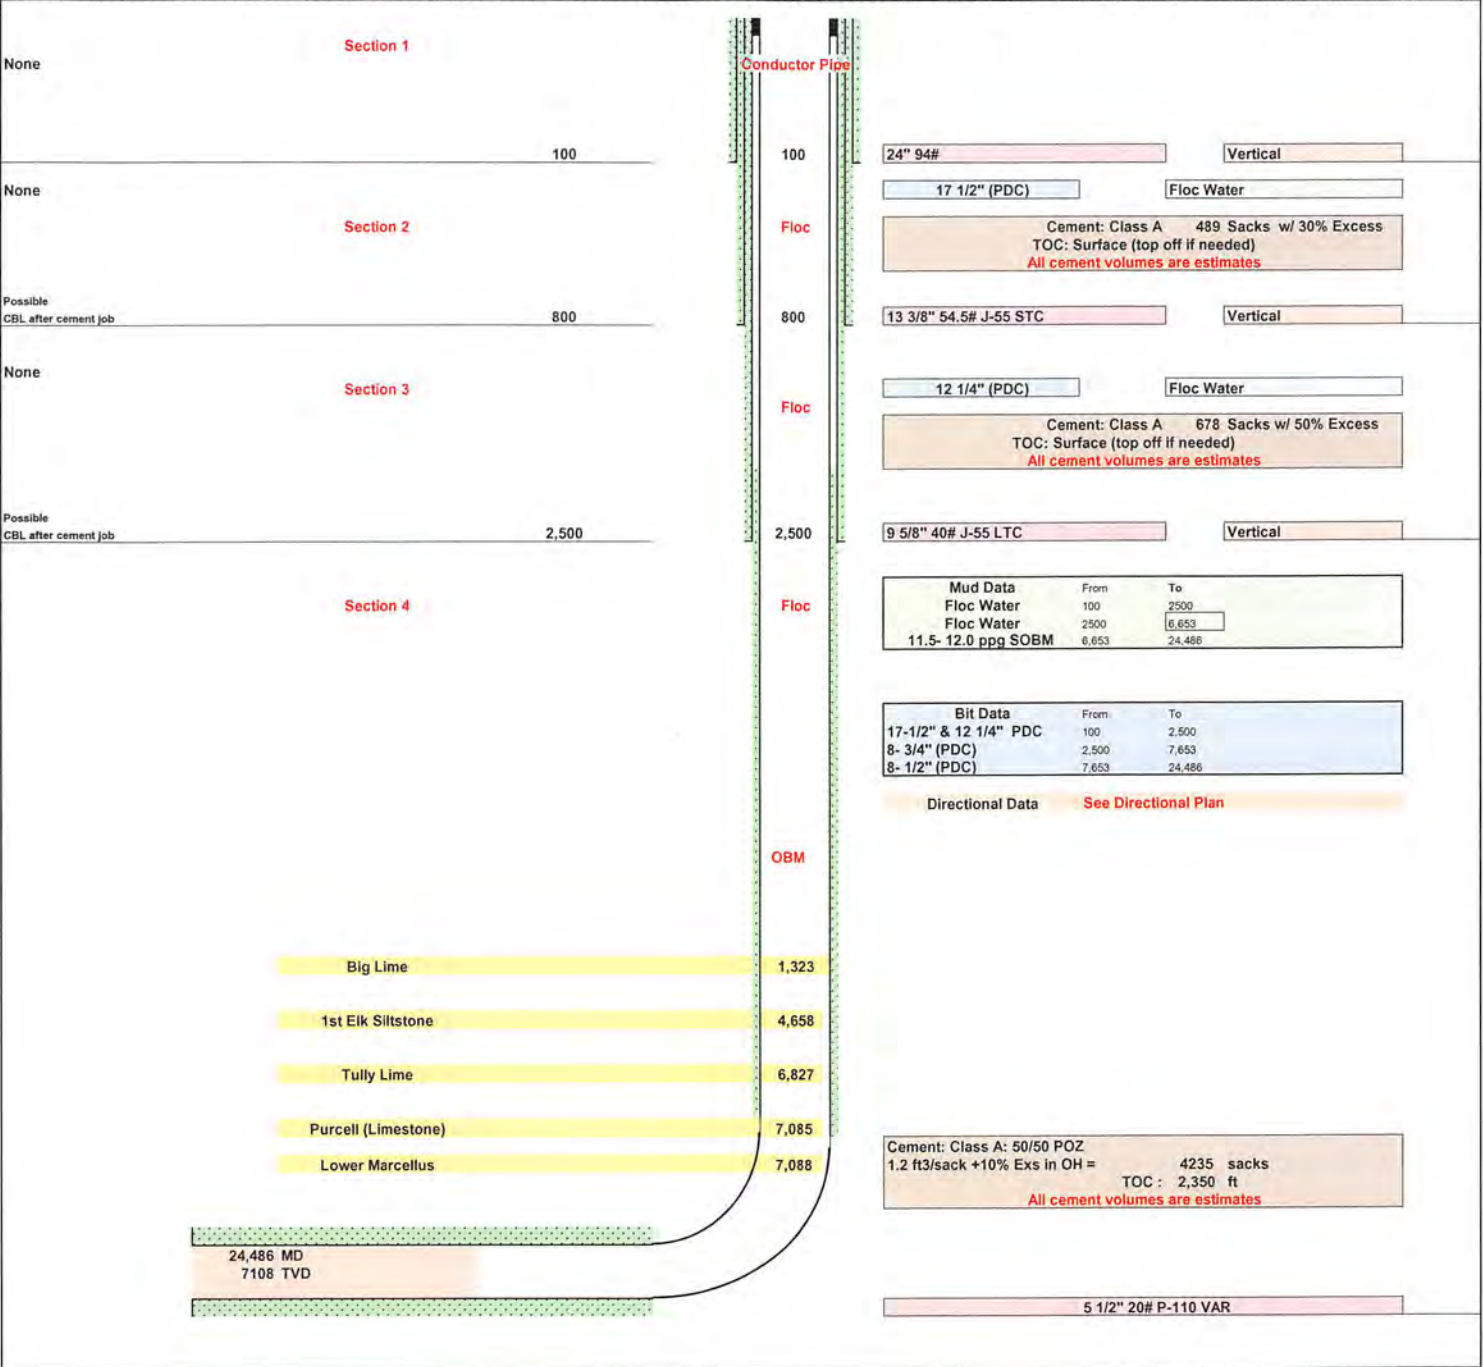 Section 1
None
Conductor Pipe
100
100
24" 94#
Vertical
None
17 1/2" (PDC)
Floc Water
Section 2
Floc
Cement: Class A 489 Sacks w/ 30% Excess
TOC: Surface (top off if needed)
All cement volumes are estimates
Possible
CBL after cement job
800
800
13 3/8" 54.5# J-55 STC
Vertical
None
Section 3
12 1/4" (PDC)
Floc Water
Floc
Cement: Class A 678 Sacks w/ 50% Excess
TOC: Surface (top off if needed)
All cement volumes are estimates
Possible
CBL after cement job
2,500
2,500
9 5/8" 40# J-55 LTC
Vertical
Section 4
Floc
Mud Data From To
Floc Water 100 2500
Floc Water 2500 6,653
11.5- 12.0 ppg SOBM 6,653 24,486
Bit Data From To
17-1/2" & 12 1/4" PDC 100 2,500
8- 3/4" (PDC) 2,500 7,653
8- 1/2" (PDC) 7,653 24,486
Directional Data See Directional Plan
OBM
Big Lime 1,323
1st Elk Siltstone 4,658
Tully Lime 6,827
Purcell (Limestone) 7,085
Lower Marcellus 7,088
Cement: Class A: 50/50 POZ
1.2 ft3/sack +10% Exs in OH = 4235 sacks
TOC : 2,350 ft
All cement volumes are estimates
24,486 MD
7108 TVD
5 1/2" 20# P-110 VAR